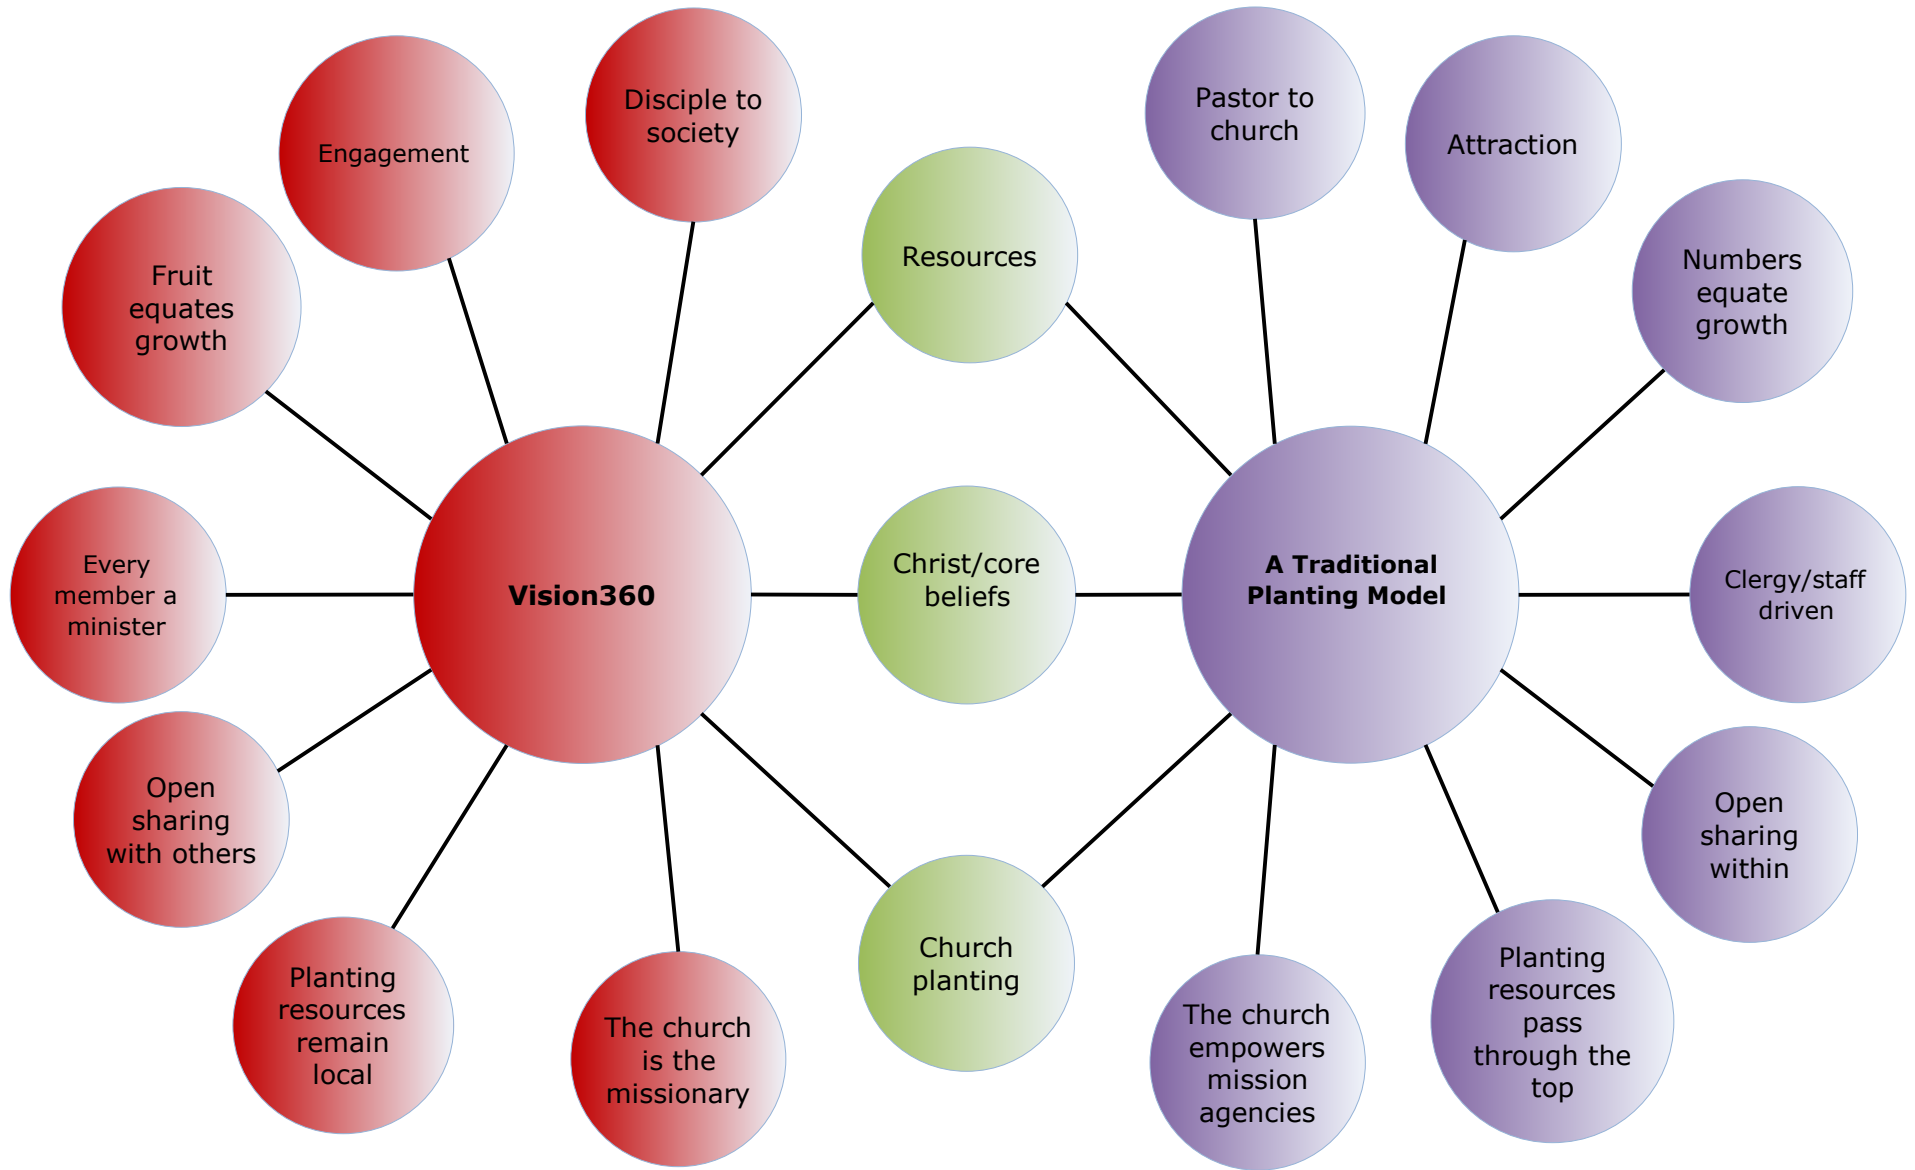 Disciple to
society
Pastor to
church
Engagement
Attraction
Resources
Fruit
equates
growth
Numbers
equate
growth
Every
member a
minister
Vision360
Christ/core
beliefs
A Traditional
Planting Model
Clergy/staff
driven
Open
sharing
with others
Open
sharing
within
Planting
resources
remain
local
The church
is the
missionary
Church
planting
The church
empowers
mission
agencies
Planting
resources
pass
through the
top